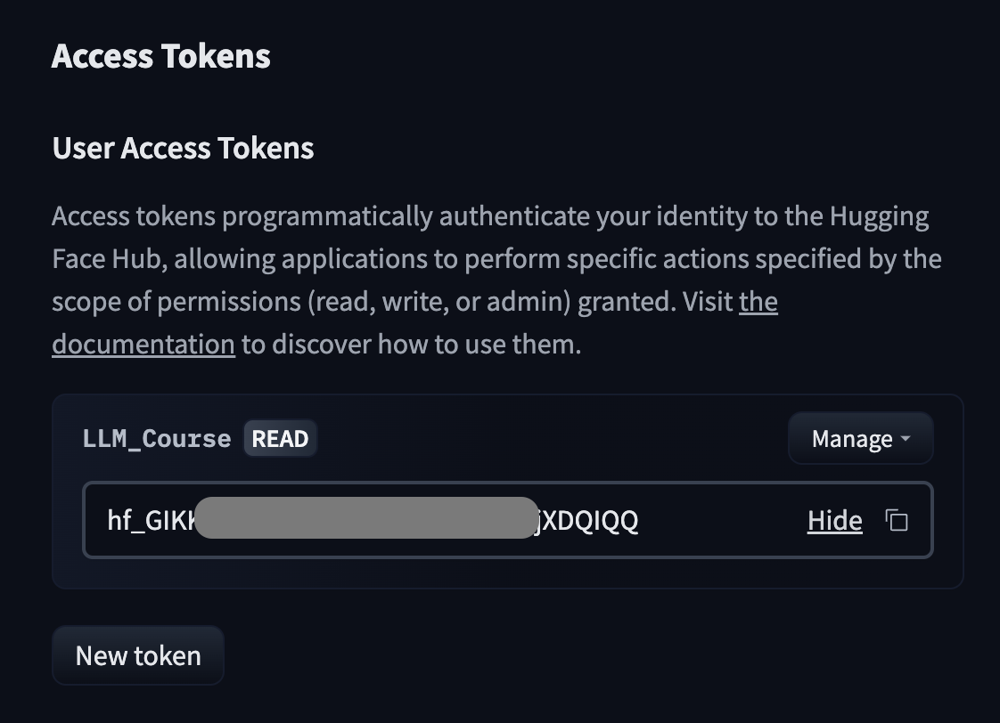 Access Tokens
User Access Tokens
Access tokens programmatically authenticate your identity to the Hugging
Face Hub, allowing applications to perform specific actions specified by the
scope of permissions (read, write, or admin) granted. Visit the
documentation to discover how to use them.
LLM_Course READ Manage
hf_GIKK jXDQIQQ Hide
New token